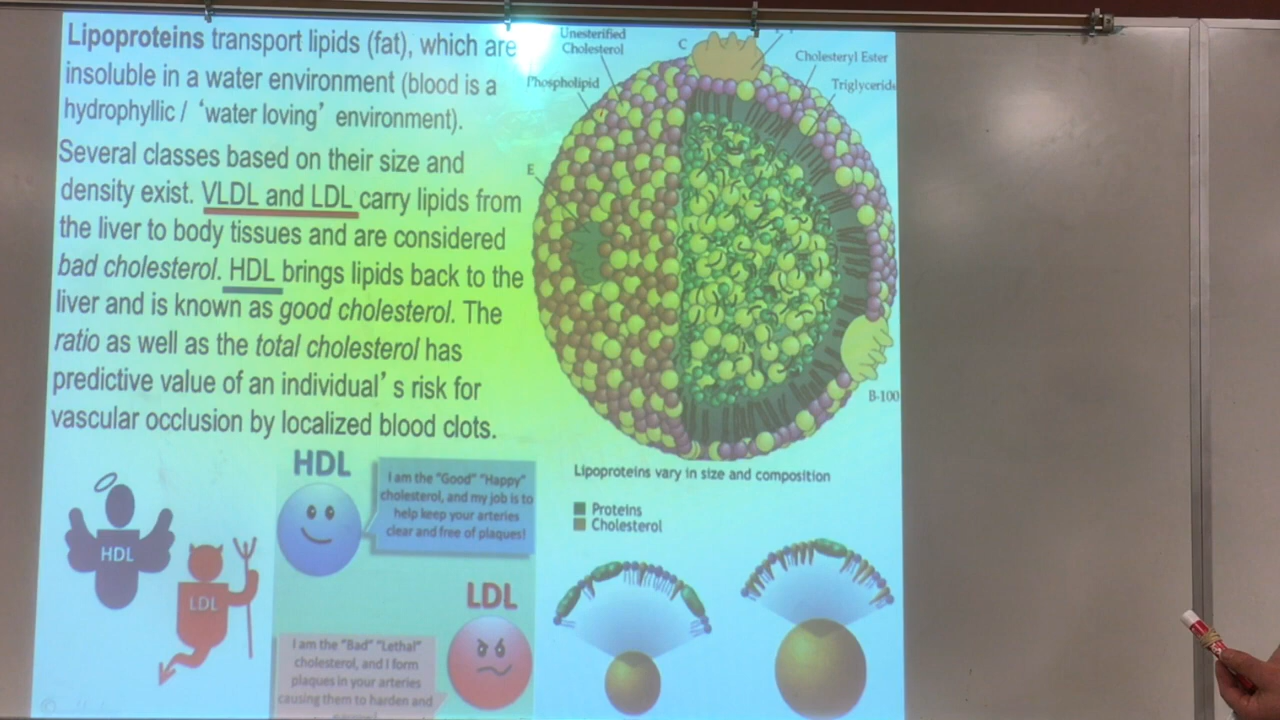 Lipoproteins transport lipids (fat), which are
insoluble in a water environment (blood is a
hydrophyllic / ‘water loving’ environment).
Several classes based on their size and
density exist. VLDL and LDL carry lipids from
the liver to body tissues and are considered
bad cholesterol. HDL brings lipids back to the
liver and is known as good cholesterol. The
ratio as well as the total cholesterol has
predictive value of an individual’s risk for
vascular occlusion by localized blood clots.
Unesterified
Cholesterol
C
Cholesteryl Ester
Phospholipid
Triglyceride
E
B-100
Lipoproteins vary in size and composition
Proteins
Cholesterol
HDL
LDL
HDL
I am the "Good" "Happy"
cholesterol, and my job is to
help keep your arteries
clear and free of plaques!
LDL
I am the "Bad" "Lethal"
cholesterol, and I form
plaques in your arteries
causing them to harden and